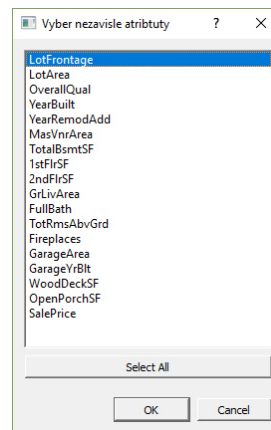 Vyber nezavisle atribtuty ?
LotFrontage
LotArea
OverallQual
YearBuilt
YearRemodAdd
MasVnrArea
TotalBsmtSF
1stFlrSF
2ndFlrSF
GrLivArea
FullBath
TotRmsAbvGrd
Fireplaces
GarageArea
GarageYrBlt
WoodDeckSF
OpenPorchSF
SalePrice
Select All
OK Cancel